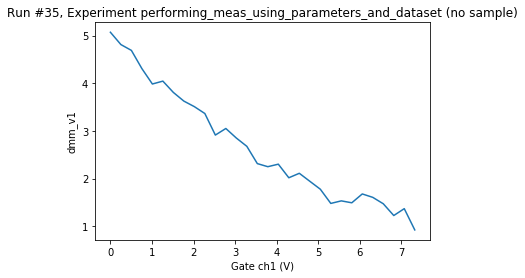 Run #35, Experiment performing_meas_using_parameters_and_dataset (no sample)
5
4
3
2
1
dmm_v1
0 1 2 3 4 5 6 7
Gate ch1 (V)